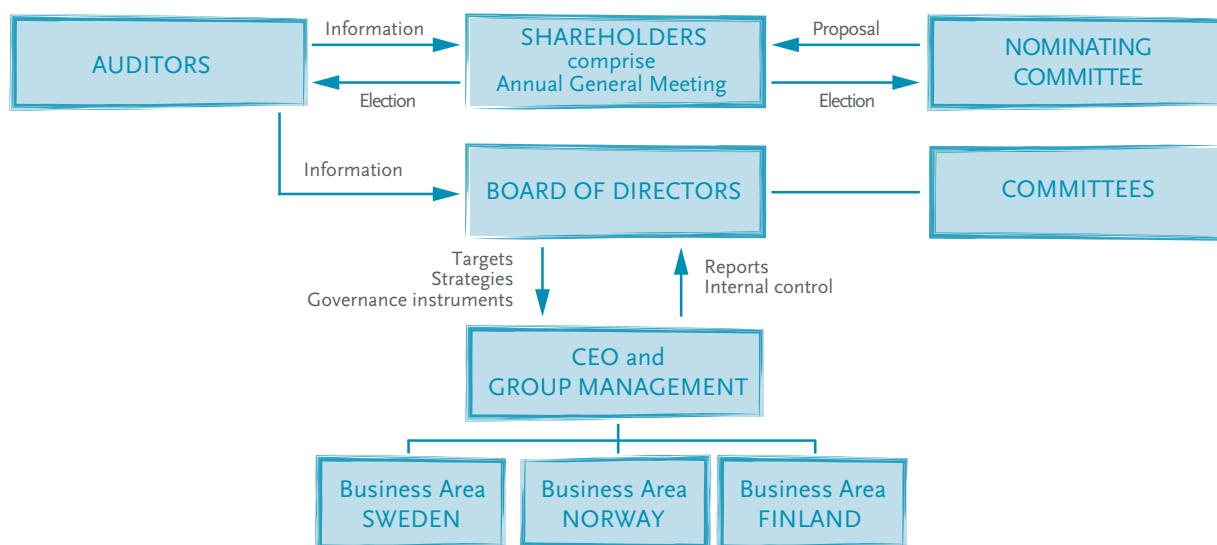 AUDITORS
Information
Election
SHAREHOLDERS
comprise
Annual General Meeting
Proposal
Election
NOMINATING
COMMITTEE
Information
BOARD OF DIRECTORS
COMMITTEES
Targets
Strategies
Governance instruments
Reports
Internal control
CEO and
GROUP MANAGEMENT
Business Area
SWEDEN
Business Area
NORWAY
Business Area
FINLAND